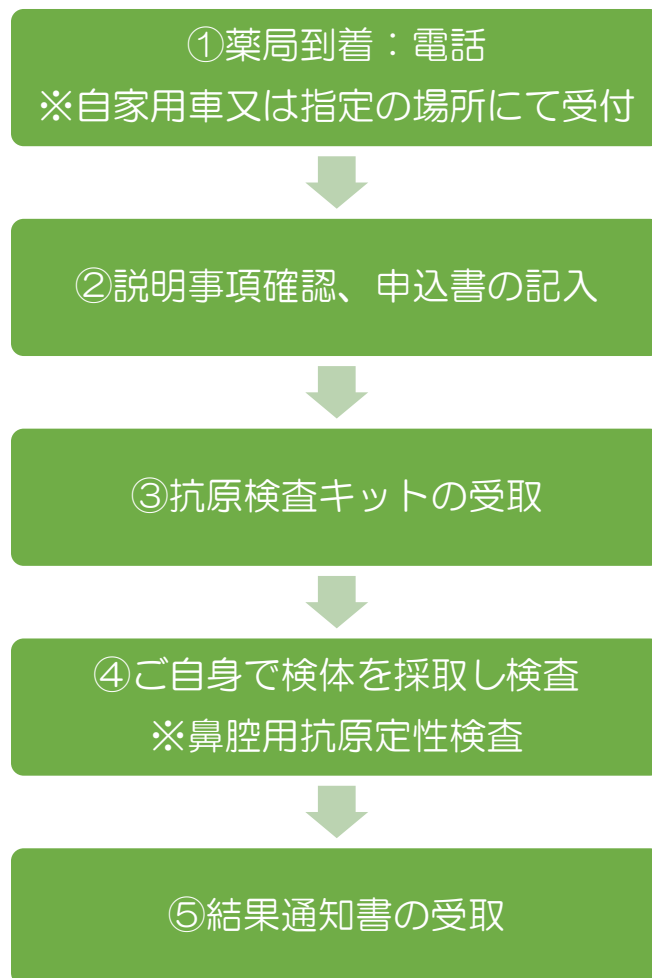 ①薬局到着：電話
※自家用車又は指定の場所にて受付
②説明事項確認、申込書の記入
③抗原検査キットの受取
④ご自身で検体を採取し検査
※鼻腔用抗原定性検査
⑤結果通知書の受取